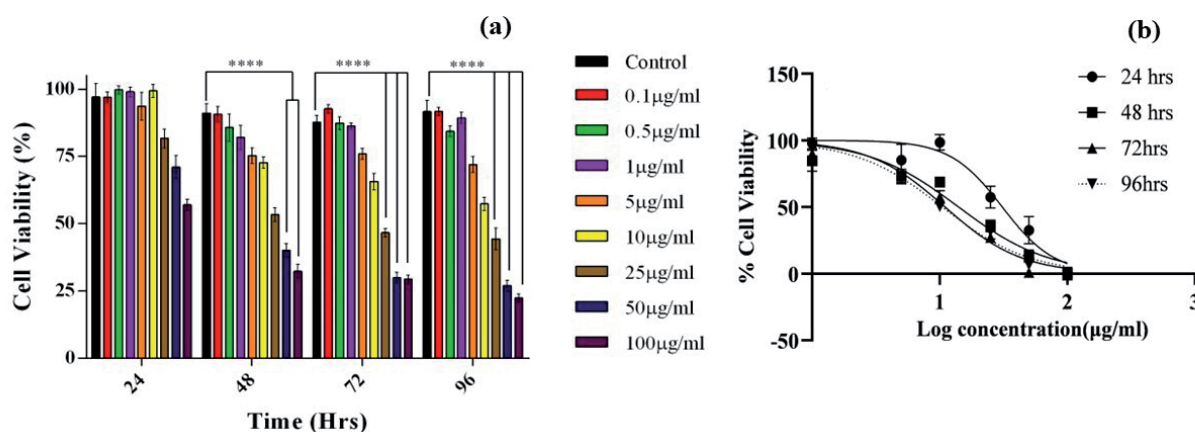 (a)
Cell Viability (%)
100
75
50
25
0
****
****
****
24
48
72
96
Time (Hrs)
Control
0.1µg/ml
0.5µg/ml
1µg/ml
5µg/ml
10µg/ml
25µg/ml
50µg/ml
100µg/ml
(b)
% Cell Viability
150
100
50
0
-50
1
2
3
Log concentration(µg/ml)
24 hrs
48 hrs
72hrs
96hrs